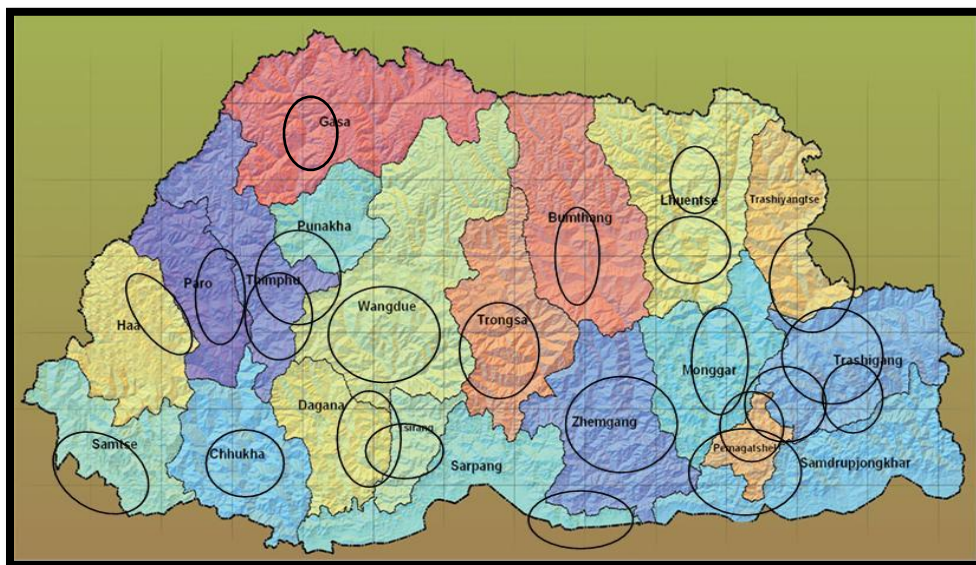 Gasa
Punakha
Lhuentse
Trashiyangtse
Bumthang
Thimphu
Paro
Wangdue
Haa
Trongsa
Trashigang
Monggar
Dagana
Zhemgang
Sirang
Samtse
Chhukha
Sarpang
Pemagatshel
Samdrupjongkhar